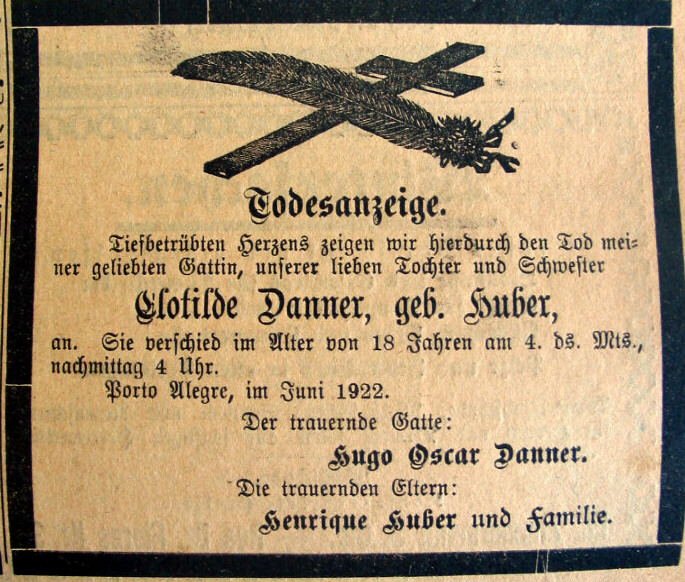 Todesanzeige.
Tiefbetrübten Herzens zeigen wir hierdurch den Tod mei-
ner geliebten Gattin, unserer lieben Tochter und Schwester
Clotilde Danner, geb. Huber,
an. Sie verschied im Alter von 18 Jahren am 4. ds. Mts.,
nachmittag 4 Uhr.
Porto Alegre, im Juni 1922.
Der trauernde Gatte:
Hugo Oscar Danner.
Die trauernden Eltern:
Henrique Huber und Familie.